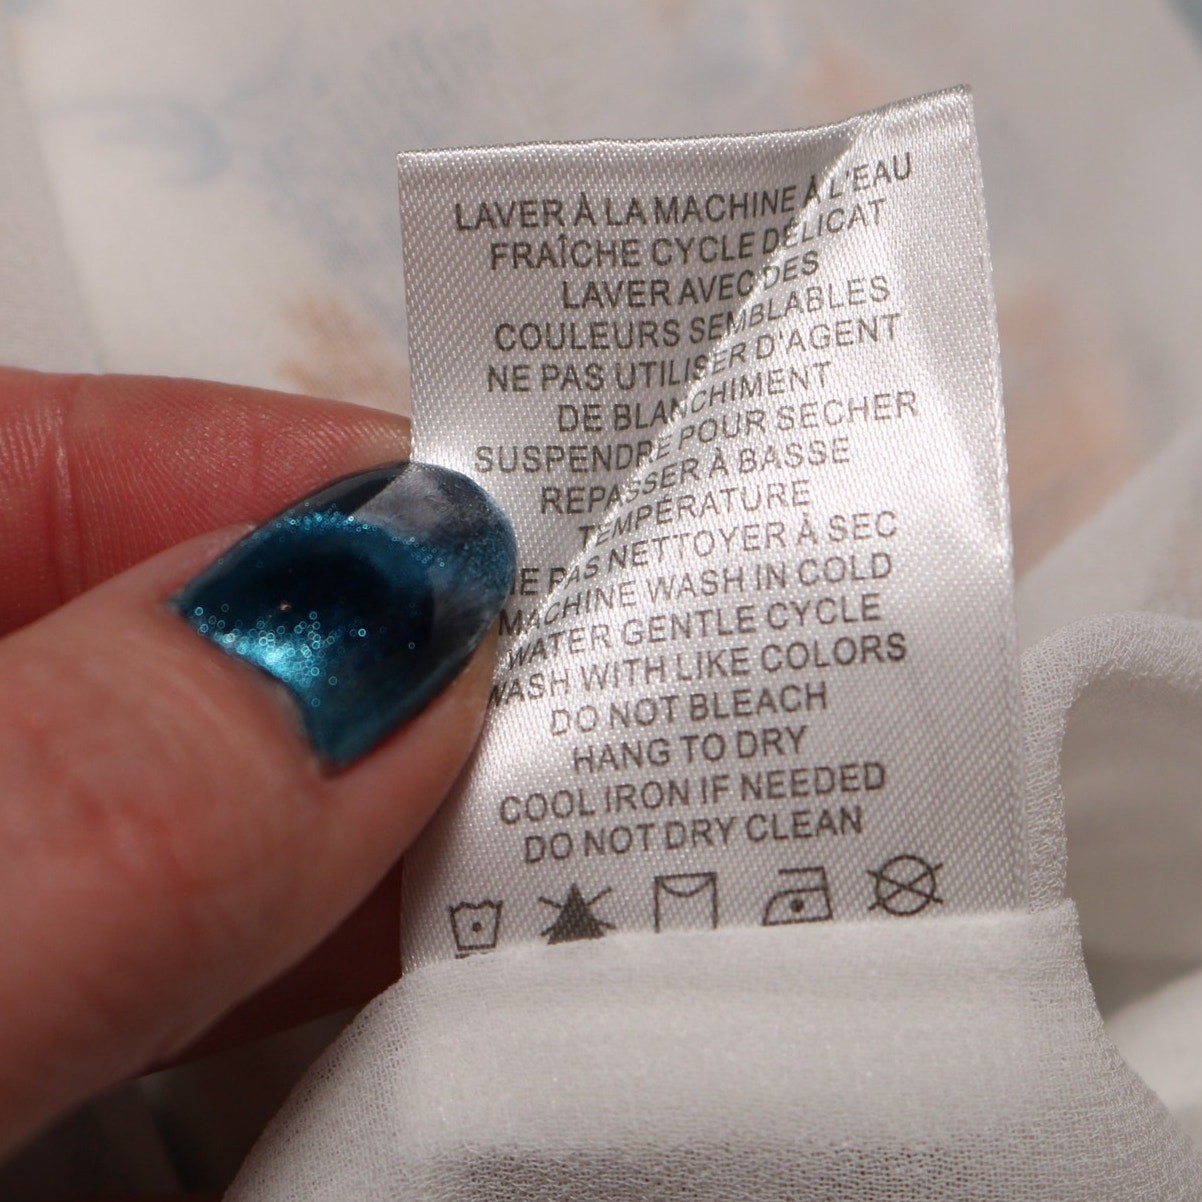 LAVER À LA MACHINE À L'EAU
FRAÎCHE CYCLE DÉLICAT
LAVER AVEC DES
COULEURS SEMBLABLES
NE PAS UTILISER D'AGENT
DE BLANCHIMENT
SUSPENDRE POUR SECHER
REPASSER À BASSE
TEMPÉRATURE
NE PAS NETTOYER À SEC
MACHINE WASH IN COLD
WATER GENTLE CYCLE
WASH WITH LIKE COLORS
DO NOT BLEACH
HANG TO DRY
COOL IRON IF NEEDED
DO NOT DRY CLEAN